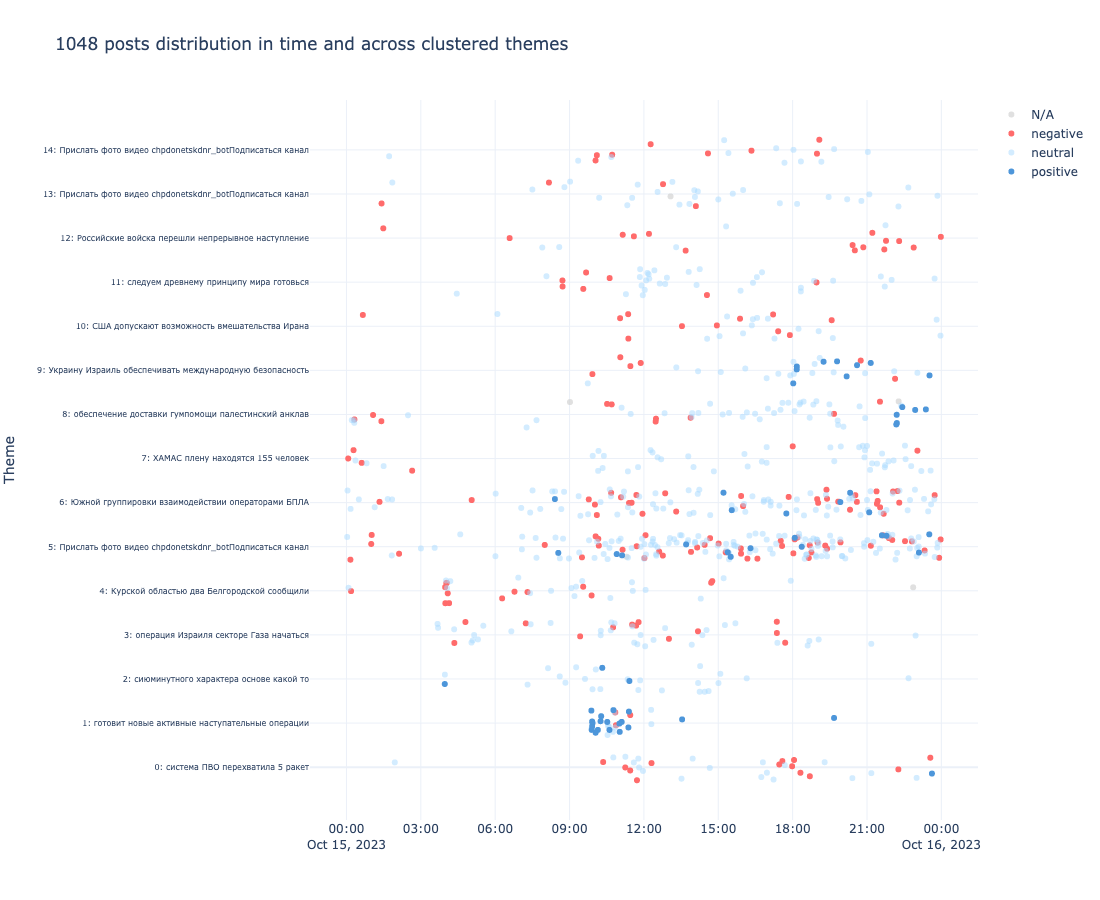 1048 posts distribution in time and across clustered themes
N/A
negative
neutral
positive
Theme
14: Прислать фото видео chpdonetskdnr_botПодписаться канал
13: Прислать фото видео chpdonetskdnr_botПодписаться канал
12: Российские войска перешли непрерывное наступление
11: следуем древнему принципу мира готовься
10: США допускают возможность вмешательства Ирана
9: Украину Израиль обеспечивать международную безопасность
8: обеспечение доставки гумпомощи палестинский анклав
7: ХАМАС плену находятся 155 человек
6: Южной группировки взаимодействии операторами БПЛА
5: Прислать фото видео chpdonetskdnr_botПодписаться канал
4: Курской областью два Белгородской сообщили
3: операция Израиля секторе Газа начаться
2: сиюминутного характера основе какой то
1: готовит новые активные наступательные операции
0: система ПВО перехватила 5 ракет
00:00 03:00 06:00 09:00 12:00 15:00 18:00 21:00 00:00
Oct 15, 2023 Oct 16, 2023